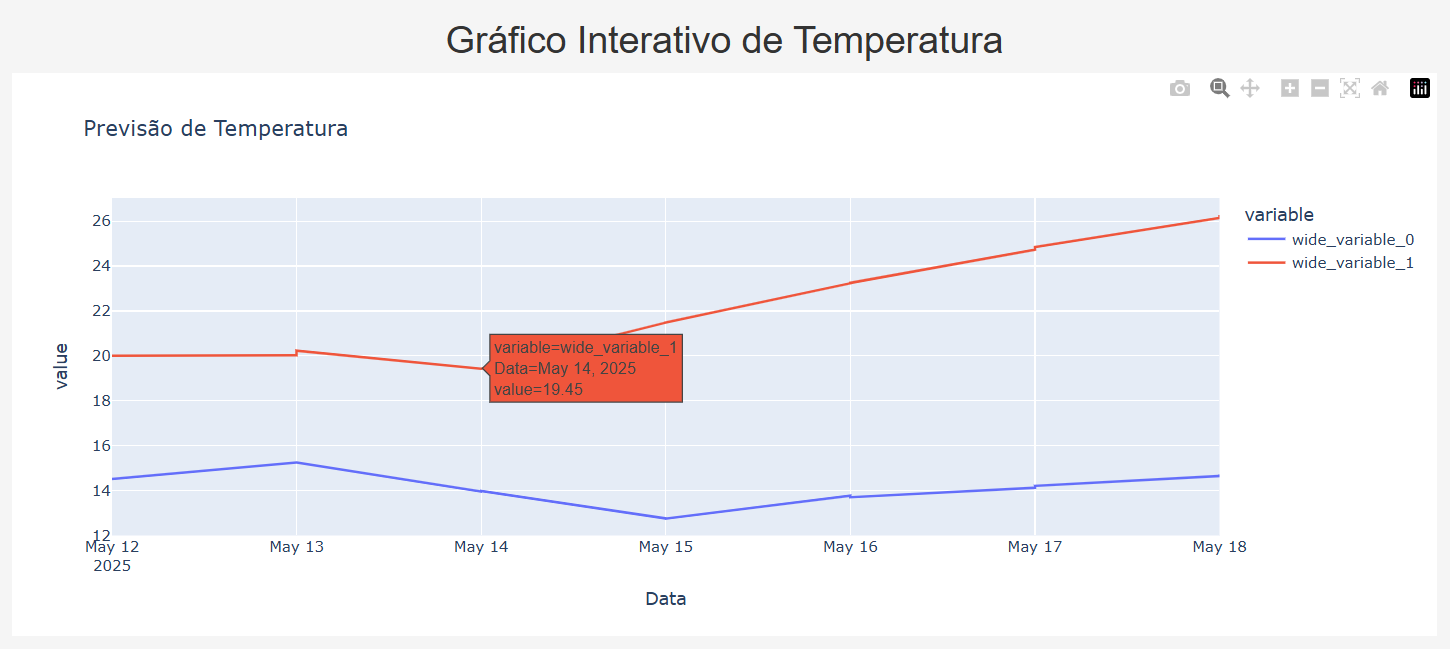 Gráfico Interativo de Temperatura
Previsão de Temperatura
26
24
22
20
18
16
14
12
value
variable=wide_variable_1
Data=May 14, 2025
value=19.45
May 12
2025
May 13
May 14
May 15
May 16
May 17
May 18
Data
variable
wide_variable_0
wide_variable_1